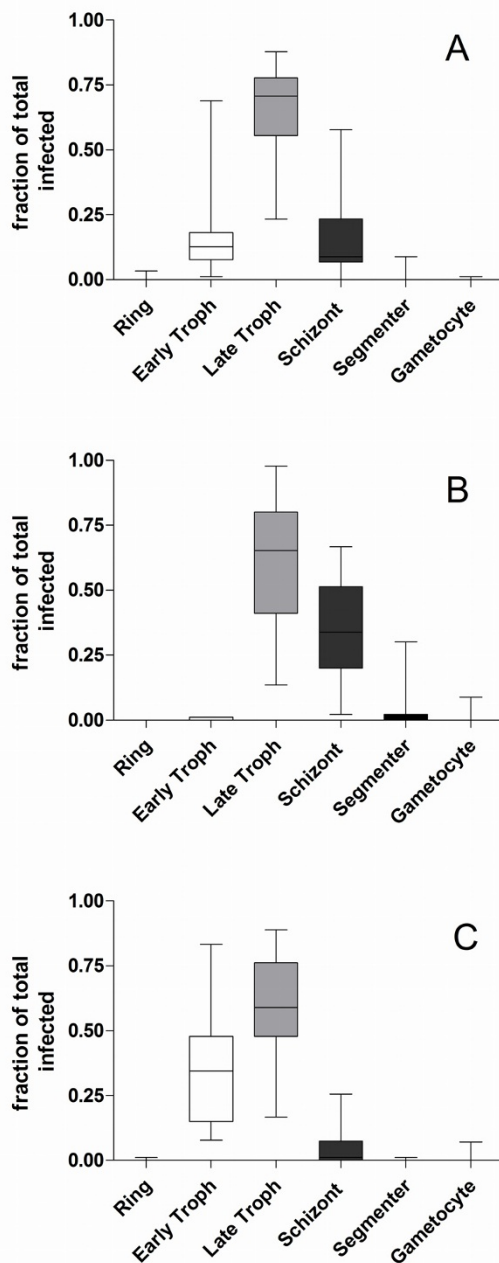 A
fraction of total
infected
1.00
0.75
0.50
0.25
0.00
Ring
Early Troph
Late Troph
Schizont
Segmenter
Gametocyte
B
fraction of total
infected
1.00
0.75
0.50
0.25
0.00
Ring
Early Troph
Late Troph
Schizont
Segmenter
Gametocyte
C
fraction of total
infected
1.00
0.75
0.50
0.25
0.00
Ring
Early Troph
Late Troph
Schizont
Segmenter
Gametocyte